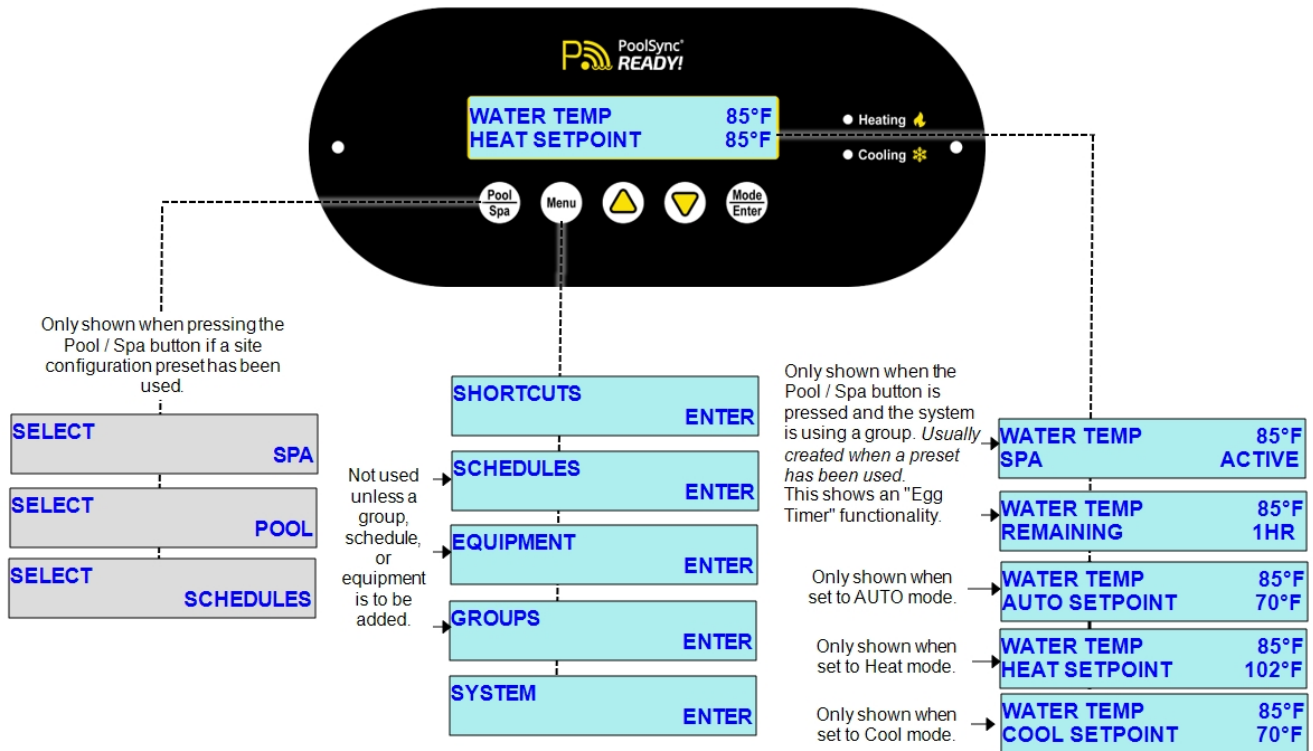 PoolSync®
READY!
WATER TEMP 85°F
HEAT SETPOINT 85°F
Heating
Cooling
Pool
Spa
Menu
Mode
Enter
Only shown when pressing the
Pool / Spa button if a site
configuration preset has been
used.
SELECT
SPA
SELECT
POOL
SELECT
SCHEDULES
Not used
unless a
group,
schedule,
or
equipment
is to be
added.
SHORTCUTS
ENTER
SCHEDULES
ENTER
EQUIPMENT
ENTER
GROUPS
ENTER
SYSTEM
ENTER
Only shown when the
Pool / Spa button is
pressed and the system
is using a group. Usually
created when a preset
has been used.
This shows an "Egg
Timer" functionality.
WATER TEMP 85°F
SPA ACTIVE
WATER TEMP 85°F
REMAINING 1HR
Only shown when
set to AUTO mode.
WATER TEMP 85°F
AUTO SETPOINT 70°F
Only shown when
set to Heat mode.
WATER TEMP 85°F
HEAT SETPOINT 102°F
Only shown when
set to Cool mode.
WATER TEMP 85°F
COOL SETPOINT 70°F